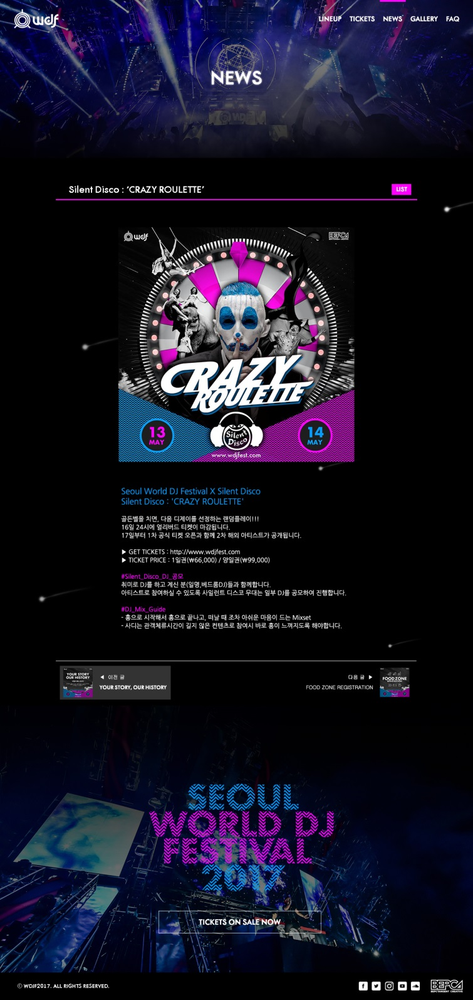 wdjf
LINEUP TICKETS NEWS GALLERY FAQ
NEWS
Silent Disco : ‘CRAZY ROULETTE’
LIST
wdjf
BEPCA
BEPCTANGENT CREATIVE
CRAZY
ROULETTE
13
MAY
Silent
Disco
14
MAY
www.wdjfest.com
Seoul World DJ Festival X Silent Disco
Silent Disco : 'CRAZY ROULETTE'
골든벨을 치면, 다음 디제이를 선정하는 랜덤플레이!!!
16일 24시에 얼리버드 티켓이 마감됩니다.
17일부터 1차 공식 티켓 오픈과 함께 2차 해외 아티스트가 공개됩니다.
▶ GET TICKETS : http://www.wdjfest.com
▶ TICKET PRICE : 1일권(₩66,000) / 양일권(₩99,000)
#Silent_Disco_DJ_공모
취미로 DJ를 하고 계신 분(일명,베드룸DJ)들과 함께합니다.
아티스트로 참여하실 수 있도록 사일런트 디스코 무대는 일부 DJ를 공모하여 진행합니다.
#DJ_Mix_Guide
- 흥으로 시작해서 흥으로 끝나고, 떠날 때 조차 아쉬운 마음이 드는 Mixset
- 사디는 관객체류시간이 길지 않은 컨텐츠로 참여시 바로 흥이 느껴지도록 해야합니다.
YOUR STORY
OUR HISTORY
◀ 이전 글
YOUR STORY, OUR HISTORY
다음 글 ▶
FOOD ZONE REGISTRATION
FOOD ZONE
REGISTRATION
SEOUL
WORLD DJ
FESTIVAL
2017
TICKETS ON SALE NOW
© WDJF2017. ALL RIGHTS RESERVED.
BEPCA
BEPCTANGENT CREATIVE